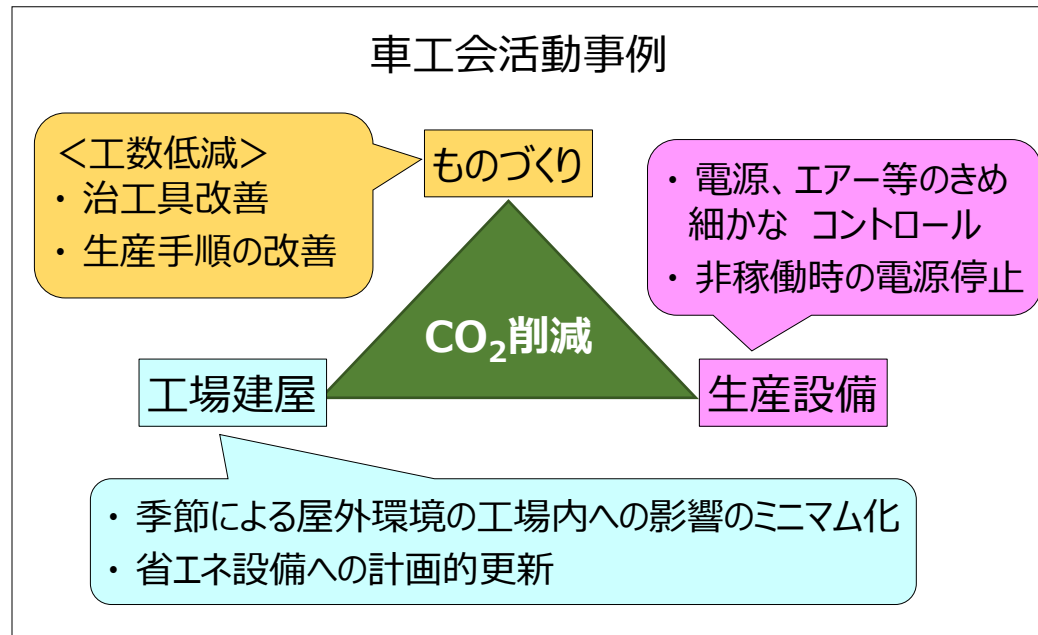 車工会活動事例
＜工数低減＞
・ 治工具改善
・ 生産手順の改善
ものづくり
・ 電源、エアー等のきめ
細かな　コントロール
・ 非稼働時の電源停止
CO₂削減
工場建屋
生産設備
・ 季節による屋外環境の工場内への影響のミニマム化
・ 省エネ設備への計画的更新